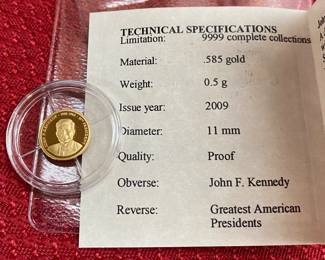 TECHNICAL SPECIFICATIONS
Limitation: 9999 complete collections
Material: .585 gold
Weight: 0.5 g
Issue year: 2009
Diameter: 11 mm
Quality: Proof
Obverse: John F. Kennedy
Reverse: Greatest American
Presidents